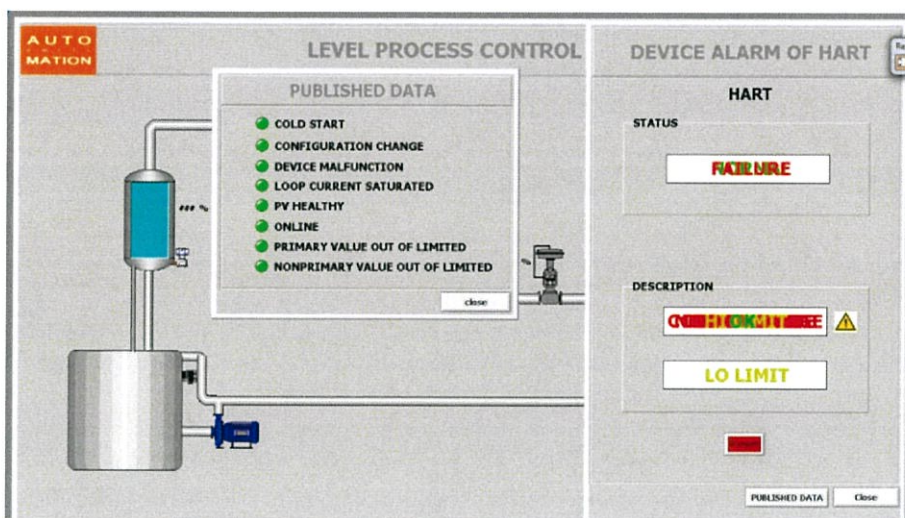 AUTO
MATION
LEVEL PROCESS CONTROL
DEVICE ALARM OF HART
PUBLISHED DATA
COLD START
CONFIGURATION CHANGE
DEVICE MALFUNCTION
LOOP CURRENT SATURATED
PV HEALTHY
ONLINE
PRIMARY VALUE OUT OF LIMITED
NONPRIMARY VALUE OUT OF LIMITED
close
### %
%
HART
STATUS
FAILURE
DESCRIPTION
OK
LO LIMIT
PUBLISHED DATA
Close